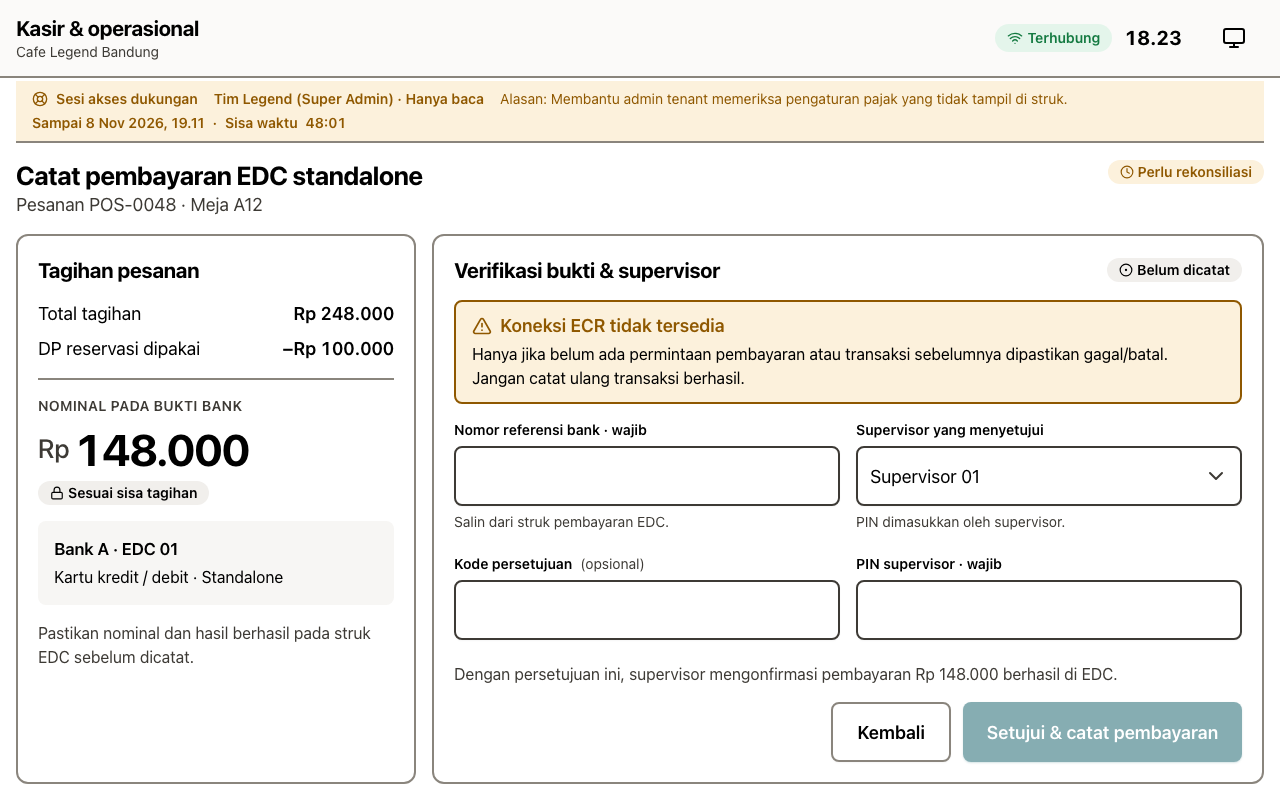 Kasir & operasional
Cafe Legend Bandung
Terhubung
18.23
Sesi akses dukungan Tim Legend (Super Admin) · Hanya baca Alasan: Membantu admin tenant memeriksa pengaturan pajak yang tidak tampil di struk.
Sampai 8 Nov 2026, 19.11 · Sisa waktu 48:01
Catat pembayaran EDC standalone
Perlu rekonsiliasi
Pesanan POS-0048 · Meja A12
Tagihan pesanan
Total tagihan Rp 248.000
DP reservasi dipakai −Rp 100.000
NOMINAL PADA BUKTI BANK
Rp 148.000
Sesuai sisa tagihan
Bank A · EDC 01
Kartu kredit / debit · Standalone
Pastikan nominal dan hasil berhasil pada struk
EDC sebelum dicatat.
Verifikasi bukti & supervisor
Belum dicatat
Koneksi ECR tidak tersedia
Hanya jika belum ada permintaan pembayaran atau transaksi sebelumnya dipastikan gagal/batal.
Jangan catat ulang transaksi berhasil.
Nomor referensi bank · wajib
Salin dari struk pembayaran EDC.
Supervisor yang menyetujui
Supervisor 01
PIN dimasukkan oleh supervisor.
Kode persetujuan (opsional)
PIN supervisor · wajib
Dengan persetujuan ini, supervisor mengonfirmasi pembayaran Rp 148.000 berhasil di EDC.
Kembali
Setujui & catat pembayaran